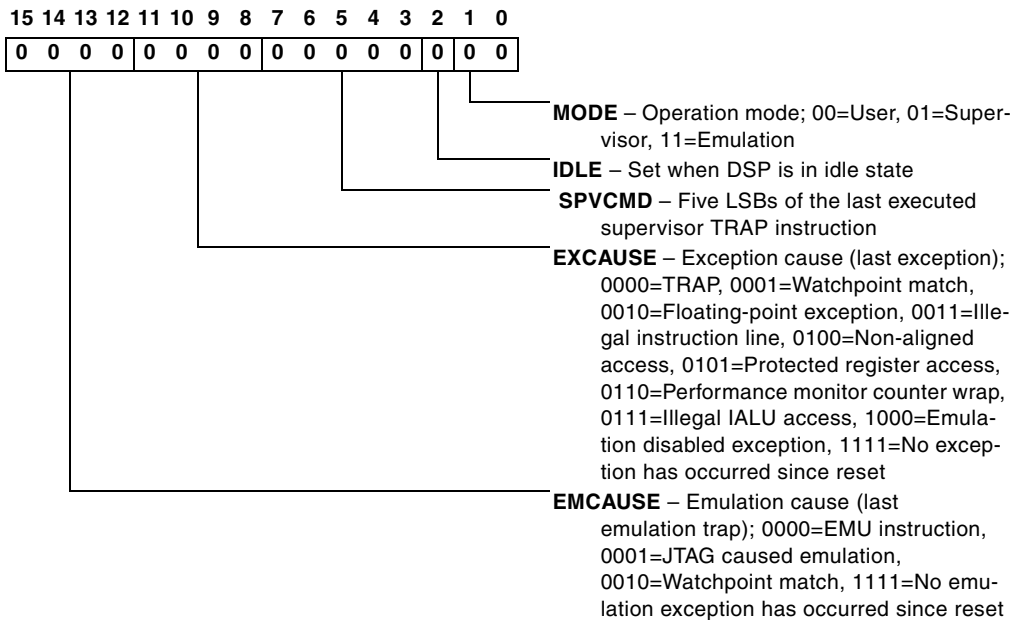 15 14 13 12 11 10 9 8 7 6 5 4 3 2 1 0
0 0 0 0 0 0 0 0 0 0 0 0 0 0 0 0
MODE – Operation mode; 00=User, 01=Super-
visor, 11=Emulation
IDLE – Set when DSP is in idle state
SPVCMD – Five LSBs of the last executed
supervisor TRAP instruction
EXCAUSE – Exception cause (last exception);
0000=TRAP, 0001=Watchpoint match,
0010=Floating-point exception, 0011=Ille-
gal instruction line, 0100=Non-aligned
access, 0101=Protected register access,
0110=Performance monitor counter wrap,
0111=Illegal IALU access, 1000=Emula-
tion disabled exception, 1111=No excep-
tion has occurred since reset
EMCAUSE – Emulation cause (last
emulation trap); 0000=EMU instruction,
0001=JTAG caused emulation,
0010=Watchpoint match, 1111=No emu-
lation exception has occurred since reset